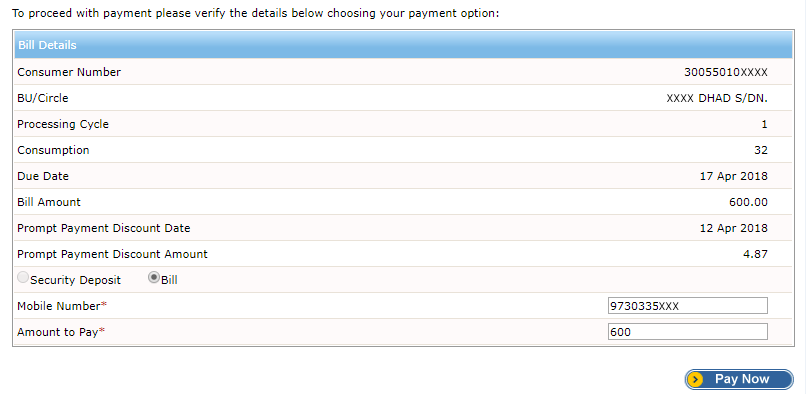 To proceed with payment please verify the details below choosing your payment option:
Bill Details
Consumer Number 30055010XXXX
BU/Circle XXXX DHAD S/DN.
Processing Cycle 1
Consumption 32
Due Date 17 Apr 2018
Bill Amount 600.00
Prompt Payment Discount Date 12 Apr 2018
Prompt Payment Discount Amount 4.87
Security Deposit Bill
Mobile Number* 9730335XXX
Amount to Pay* 600
Pay Now